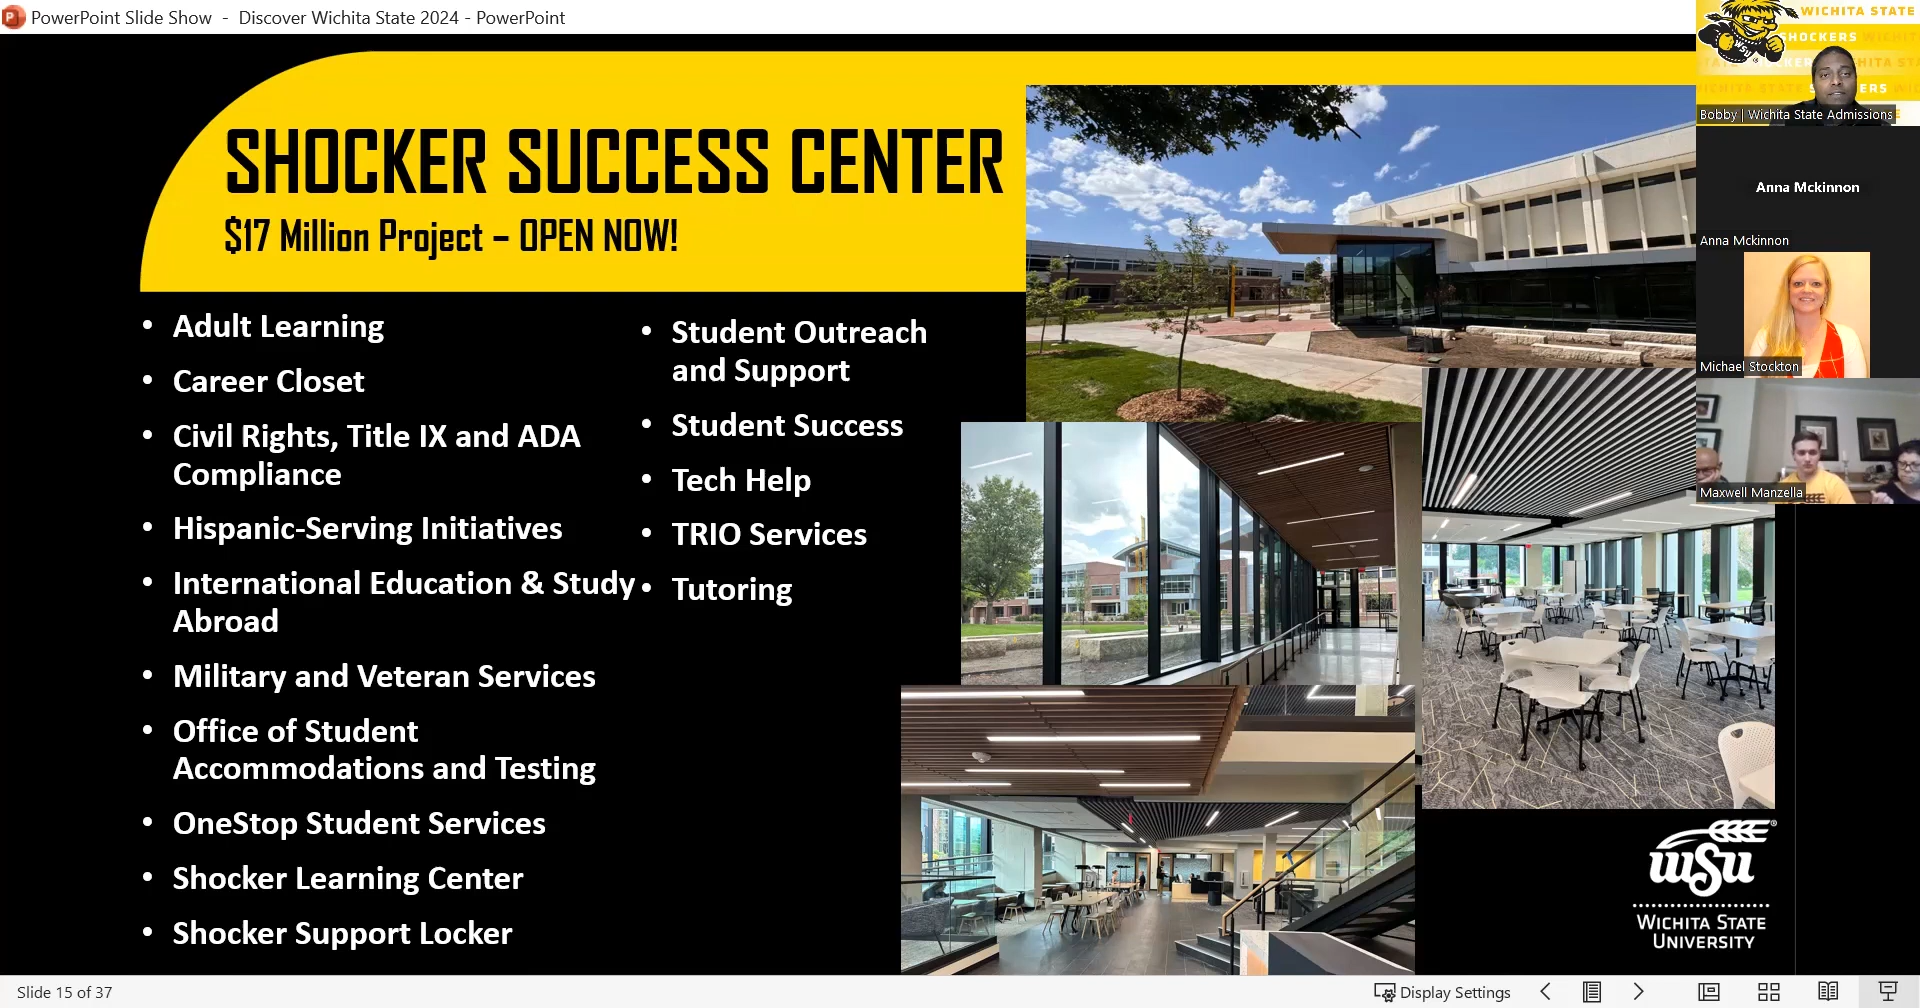 PowerPoint Slide Show - Discover Wichita State 2024 - PowerPoint
SHOCKER SUCCESS CENTER
$17 Million Project – OPEN NOW!
• Adult Learning
• Career Closet
• Civil Rights, Title IX and ADA
Compliance
• Hispanic-Serving Initiatives
• International Education & Study
Abroad
• Military and Veteran Services
• Office of Student
Accommodations and Testing
• OneStop Student Services
• Shocker Learning Center
• Shocker Support Locker
• Student Outreach
and Support
• Student Success
• Tech Help
• TRIO Services
• Tutoring
WICHITA STATE
SHOCKERS
WSU
Bobby | Wichita State Admissions
Anna Mckinnon
Anna Mckinnon
Michael Stockton
Maxwell Manzella
wsu
WICHITA STATE
UNIVERSITY
Slide 15 of 37
Display Settings